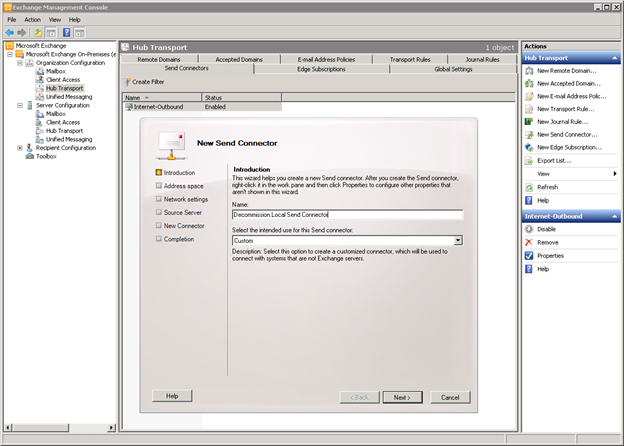 Exchange Management Console
File Action View Help
Microsoft Exchange
Microsoft Exchange On-Premises (e
Organization Configuration
Mailbox
Client Access
Hub Transport
Unified Messaging
Server Configuration
Mailbox
Client Access
Hub Transport
Unified Messaging
Recipient Configuration
Toolbox
Hub Transport 1 object
Remote Domains Accepted Domains E-mail Address Policies Transport Rules Journal Rules
Send Connectors Edge Subscriptions Global Settings
Create Filter
Name Status
Internet-Outbound Enabled
New Send Connector
Introduction
Address space
Network settings
Source Server
New Connector
Completion
Introduction
This wizard helps you create a new Send connector. After you create the Send connector,
right-click it in the work pane and then click Properties to configure other properties that
aren't shown in this wizard.
Name:
Decommission.Local Send Connector
Select the intended use for this Send connector:
Custom
Description: Select this option to create a customized connector, which will be used to
connect with systems that are not Exchange servers.
Help < Back Next > Cancel
Actions
Hub Transport
New Remote Domain...
New Accepted Domain...
New E-mail Address Polic...
New Transport Rule...
New Journal Rule...
New Send Connector...
New Edge Subscription...
Export List...
View
Refresh
Help
Internet-Outbound
Disable
Remove
Properties
Help